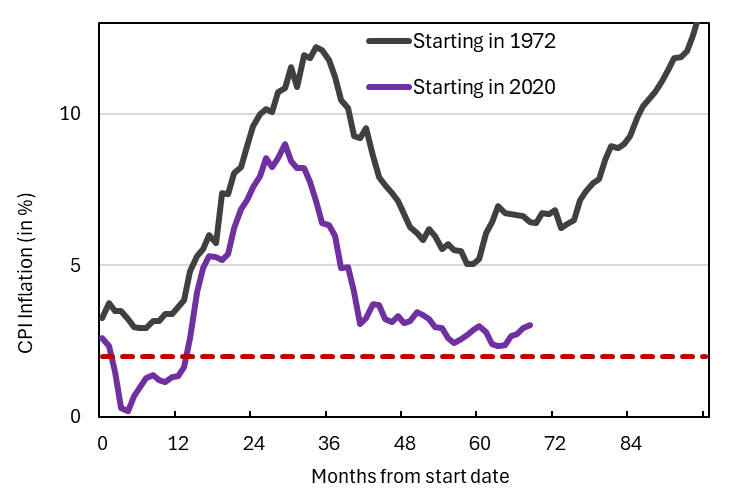 Starting in 1972
Starting in 2020
CPI Inflation (in %)
10
5
0
0 12 24 36 48 60 72 84
Months from start date